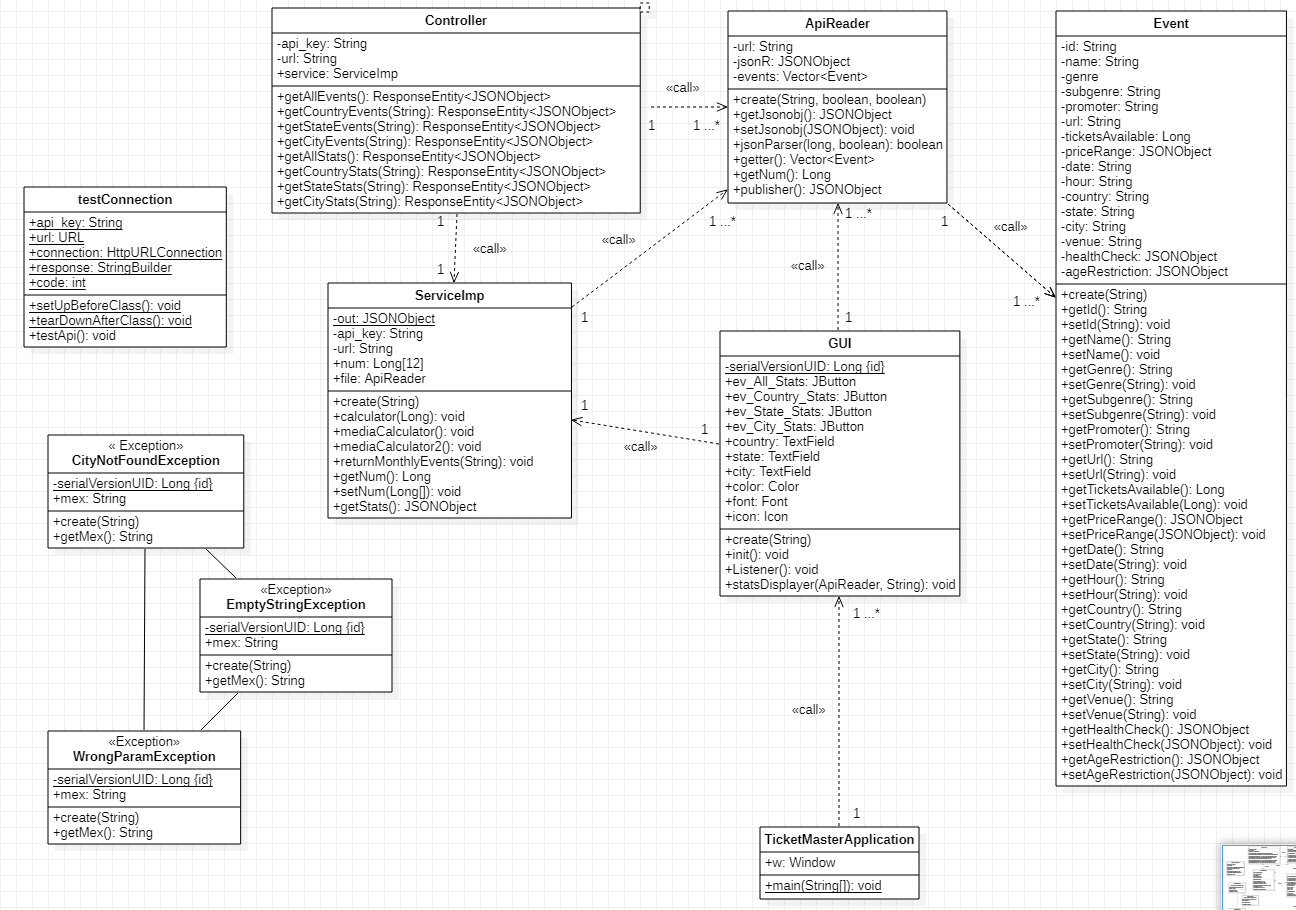 Controller
-api_key: String
-url: String
+service: ServiceImp
+getAllEvents(): ResponseEntity<JSONObject>
+getCountryEvents(String): ResponseEntity<JSONObject>
+getStateEvents(String): ResponseEntity<JSONObject>
+getCityEvents(String): ResponseEntity<JSONObject>
+getAllStats(): ResponseEntity<JSONObject>
+getCountryStats(String): ResponseEntity<JSONObject>
+getStateStats(String): ResponseEntity<JSONObject>
+getCityStats(String): ResponseEntity<JSONObject>
«call»
1
1 ...*
ApiReader
-url: String
-jsonR: JSONObject
-events: Vector<Event>
+create(String, boolean, boolean)
+getJsonobj(): JSONObject
+setJsonobj(JSONObject): void
+jsonParser(long, boolean): boolean
+getter(): Vector<Event>
+getNum(): Long
+publisher(): JSONObject
Event
-id: String
-name: String
-genre
-subgenre: String
-promoter: String
-url: String
-ticketsAvailable: Long
-priceRange: JSONObject
-date: String
-hour: String
-country: String
-state: String
-city: String
-venue: String
-healthCheck: JSONObject
-ageRestriction: JSONObject
+create(String)
+getId(): String
+setId(String): void
+getName(): String
+setName(): void
+getGenre(): String
+setGenre(String): void
+getSubgenre(): String
+setSubgenre(String): void
+getPromoter(): String
+setPromoter(String): void
+getUrl(): String
+setUrl(String): void
+getTicketsAvailable(): Long
+setTicketsAvailable(Long): void
+getPriceRange(): JSONObject
+setPriceRange(JSONObject): void
+getDate(): String
+setDate(String): void
+getHour(): String
+setHour(String): void
+getCountry(): String
+setCountry(String): void
+getState(): String
+setState(String): void
+getCity(): String
+setCity(String): void
+getVenue(): String
+setVenue(String): void
+getHealthCheck(): JSONObject
+setHealthCheck(JSONObject): void
+getAgeRestriction(): JSONObject
+setAgeRestriction(JSONObject): void
testConnection
+api_key: String
+url: URL
+connection: HttpURLConnection
+response: StringBuilder
+code: int
+setUpBeforeClass(): void
+tearDownAfterClass(): void
+testApi(): void
1
«call»
1
1 ...*
«call»
1
1 ...*
«call»
1
1
«call»
1 ...*
ServiceImp
-out: JSONObject
-api_key: String
-url: String
+num: Long[12]
+file: ApiReader
+create(String)
+calculator(Long): void
+mediaCalculator(): void
+mediaCalculator2(): void
+returnMonthlyEvents(String): void
+getNum(): Long
+setNum(Long[]): void
+getStats(): JSONObject
1
1
«call»
GUI
-serialVersionUID: Long {id}
+ev_All_Stats: JButton
+ev_Country_Stats: JButton
+ev_State_Stats: JButton
+ev_City_Stats: JButton
+country: TextField
+state: TextField
+city: TextField
+color: Color
+font: Font
+icon: Icon
+create(String)
+init(): void
+Listener(): void
+statsDisplayer(ApiReader, String): void
1 ...*
«call»
1
« Exception»
CityNotFoundException
-serialVersionUID: Long {id}
+mex: String
+create(String)
+getMex(): String
«Exception»
EmptyStringException
-serialVersionUID: Long {id}
+mex: String
+create(String)
+getMex(): String
«Exception»
WrongParamException
-serialVersionUID: Long {id}
+mex: String
+create(String)
+getMex(): String
TicketMasterApplication
+w: Window
+main(String[]): void